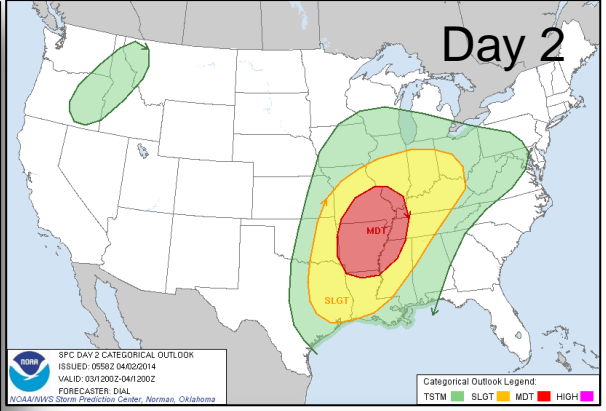 Day 2
MDT
SLGT
NOAA
SPC DAY 2 CATEGORICAL OUTLOOK
ISSUED: 0558Z 04/02/2014
VALID: 03/1200Z-04/1200Z
FORECASTER: DIAL
NOAA/NWS Storm Prediction Center, Norman, Oklahoma
Categorical Outlook Legend:
TSTM SLGT MDT HIGH